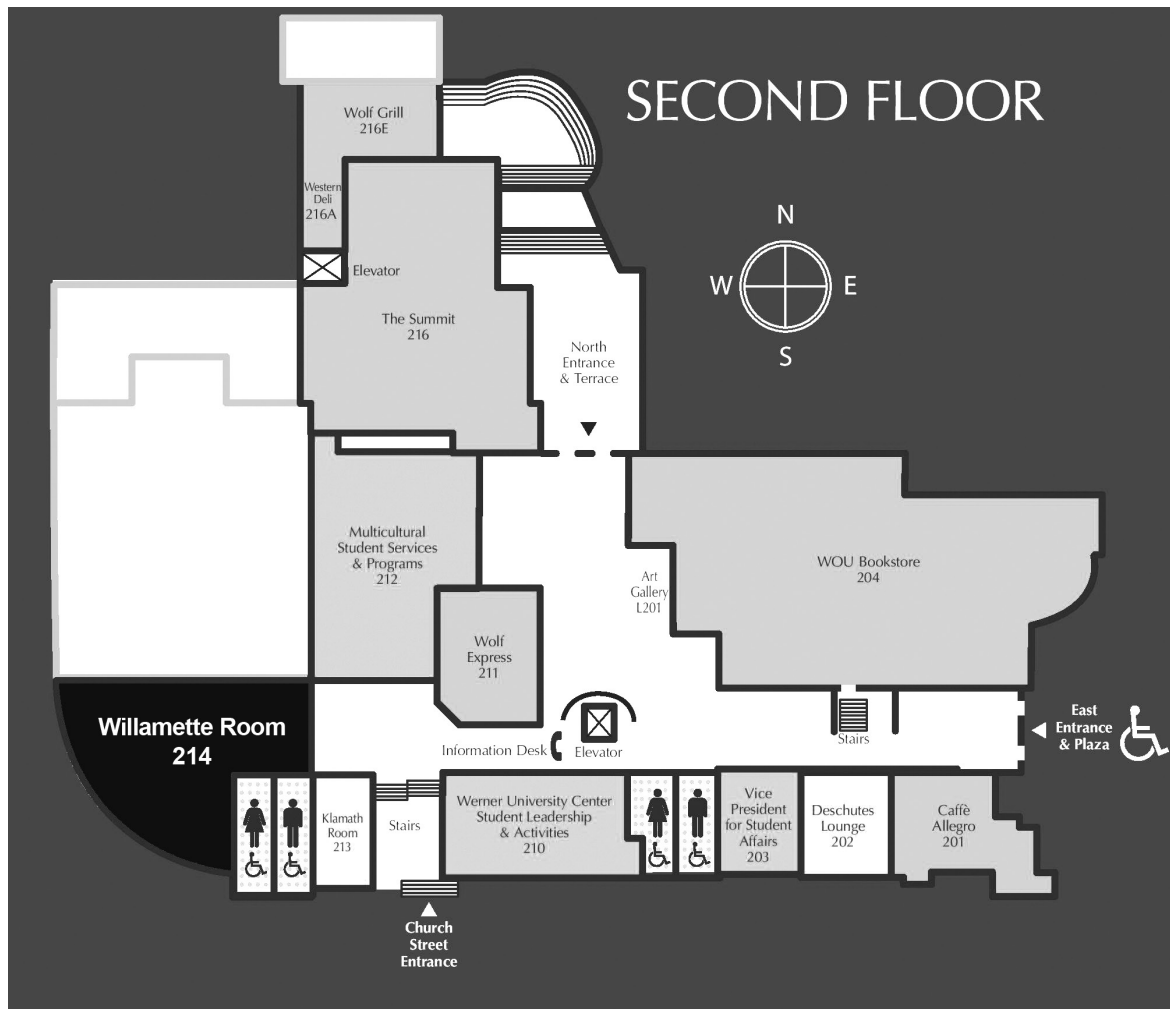 SECOND FLOOR
Wolf Grill
216E
Western
Deli
216A
Elevator
The Summit
216
N
W
E
S
North
Entrance
& Terrace
Multicultural
Student Services
& Programs
212
WOU Bookstore
204
Art
Gallery
L201
Wolf
Express
211
Willamette Room
214
Information Desk
Elevator
Stairs
East
Entrance
& Plaza
Klamath
Room
213
Stairs
Werner University Center
Student Leadership
& Activities
210
Vice
President
for Student
Affairs
203
Deschutes
Lounge
202
Caffè
Allegro
201
Church
Street
Entrance